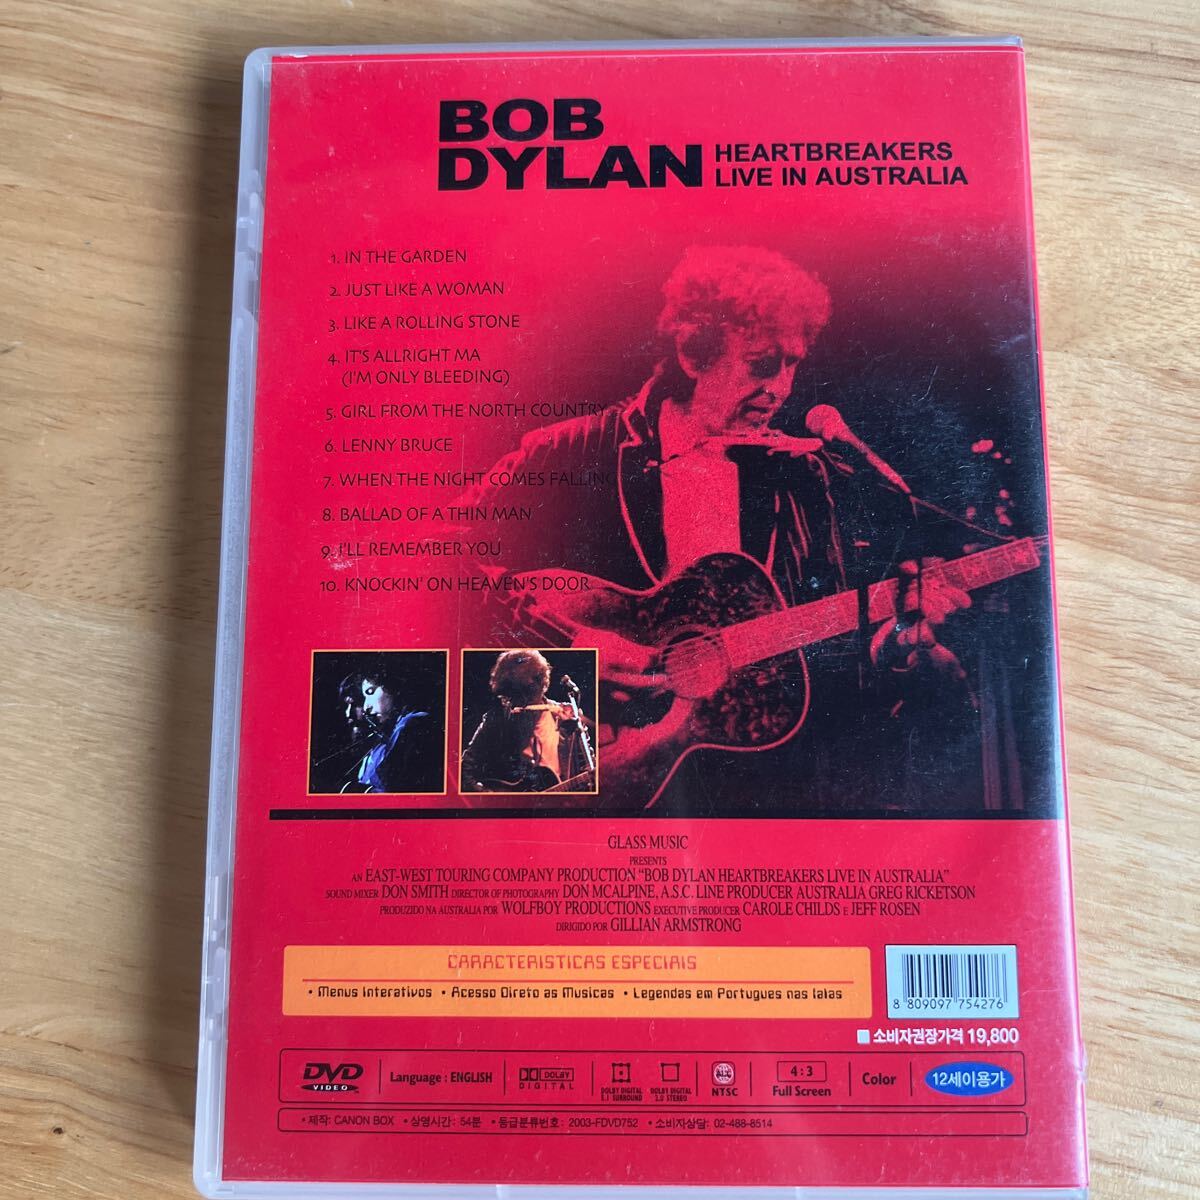 BOB
DYLAN
HEARTBREAKERS
LIVE IN AUSTRALIA
1. IN THE GARDEN
2. JUST LIKE A WOMAN
3. LIKE A ROLLING STONE
4. IT'S ALLRIGHT MA
(I'M ONLY BLEEDING)
5. GIRL FROM THE NORTH COUNTRY
6. LENNY BRUCE
7. WHEN THE NIGHT COMES FALLING
8. BALLAD OF A THIN MAN
9. I'LL REMEMBER YOU
10. KNOCKIN' ON HEAVEN'S DOOR
GLASS MUSIC
PRESENTS
AN EAST-WEST TOURING COMPANY PRODUCTION "BOB DYLAN HEARTBREAKERS LIVE IN AUSTRALIA"
SOUND MIXER DON SMITH DIRECTOR OF PHOTOGRAPHY DON MCALPINE, A.S.C. LINE PRODUCER AUSTRALIA GREG RICKETSON
PRODUZIDO NA AUSTRALIA POR WOLFBOY PRODUCTIONS EXECUTIVE PRODUCER CAROLE CHILDS E JEFF ROSEN
DIRIGIDO POR GILLIAN ARMSTRONG
CARACTERISTICAS ESPECIAIS
• Menus Interativos • Acesso Direto as Musicas • Legendas em Portugues nas lalas
8 809097 754276
소비자권장가격 19,800
DVD
VIDEO
Language : ENGLISH
DOLBY
DIGITAL
DOLBY DIGITAL
5.1 SURROUND
DOLBY DIGITAL
2.0 STEREO
ALL
NTSC
4:3
Full Screen
Color
12세이용가
• 제작: CANON BOX • 상영시간: 54분 • 등급분류번호: 2003-FDVD752 • 소비자상담: 02-488-8514